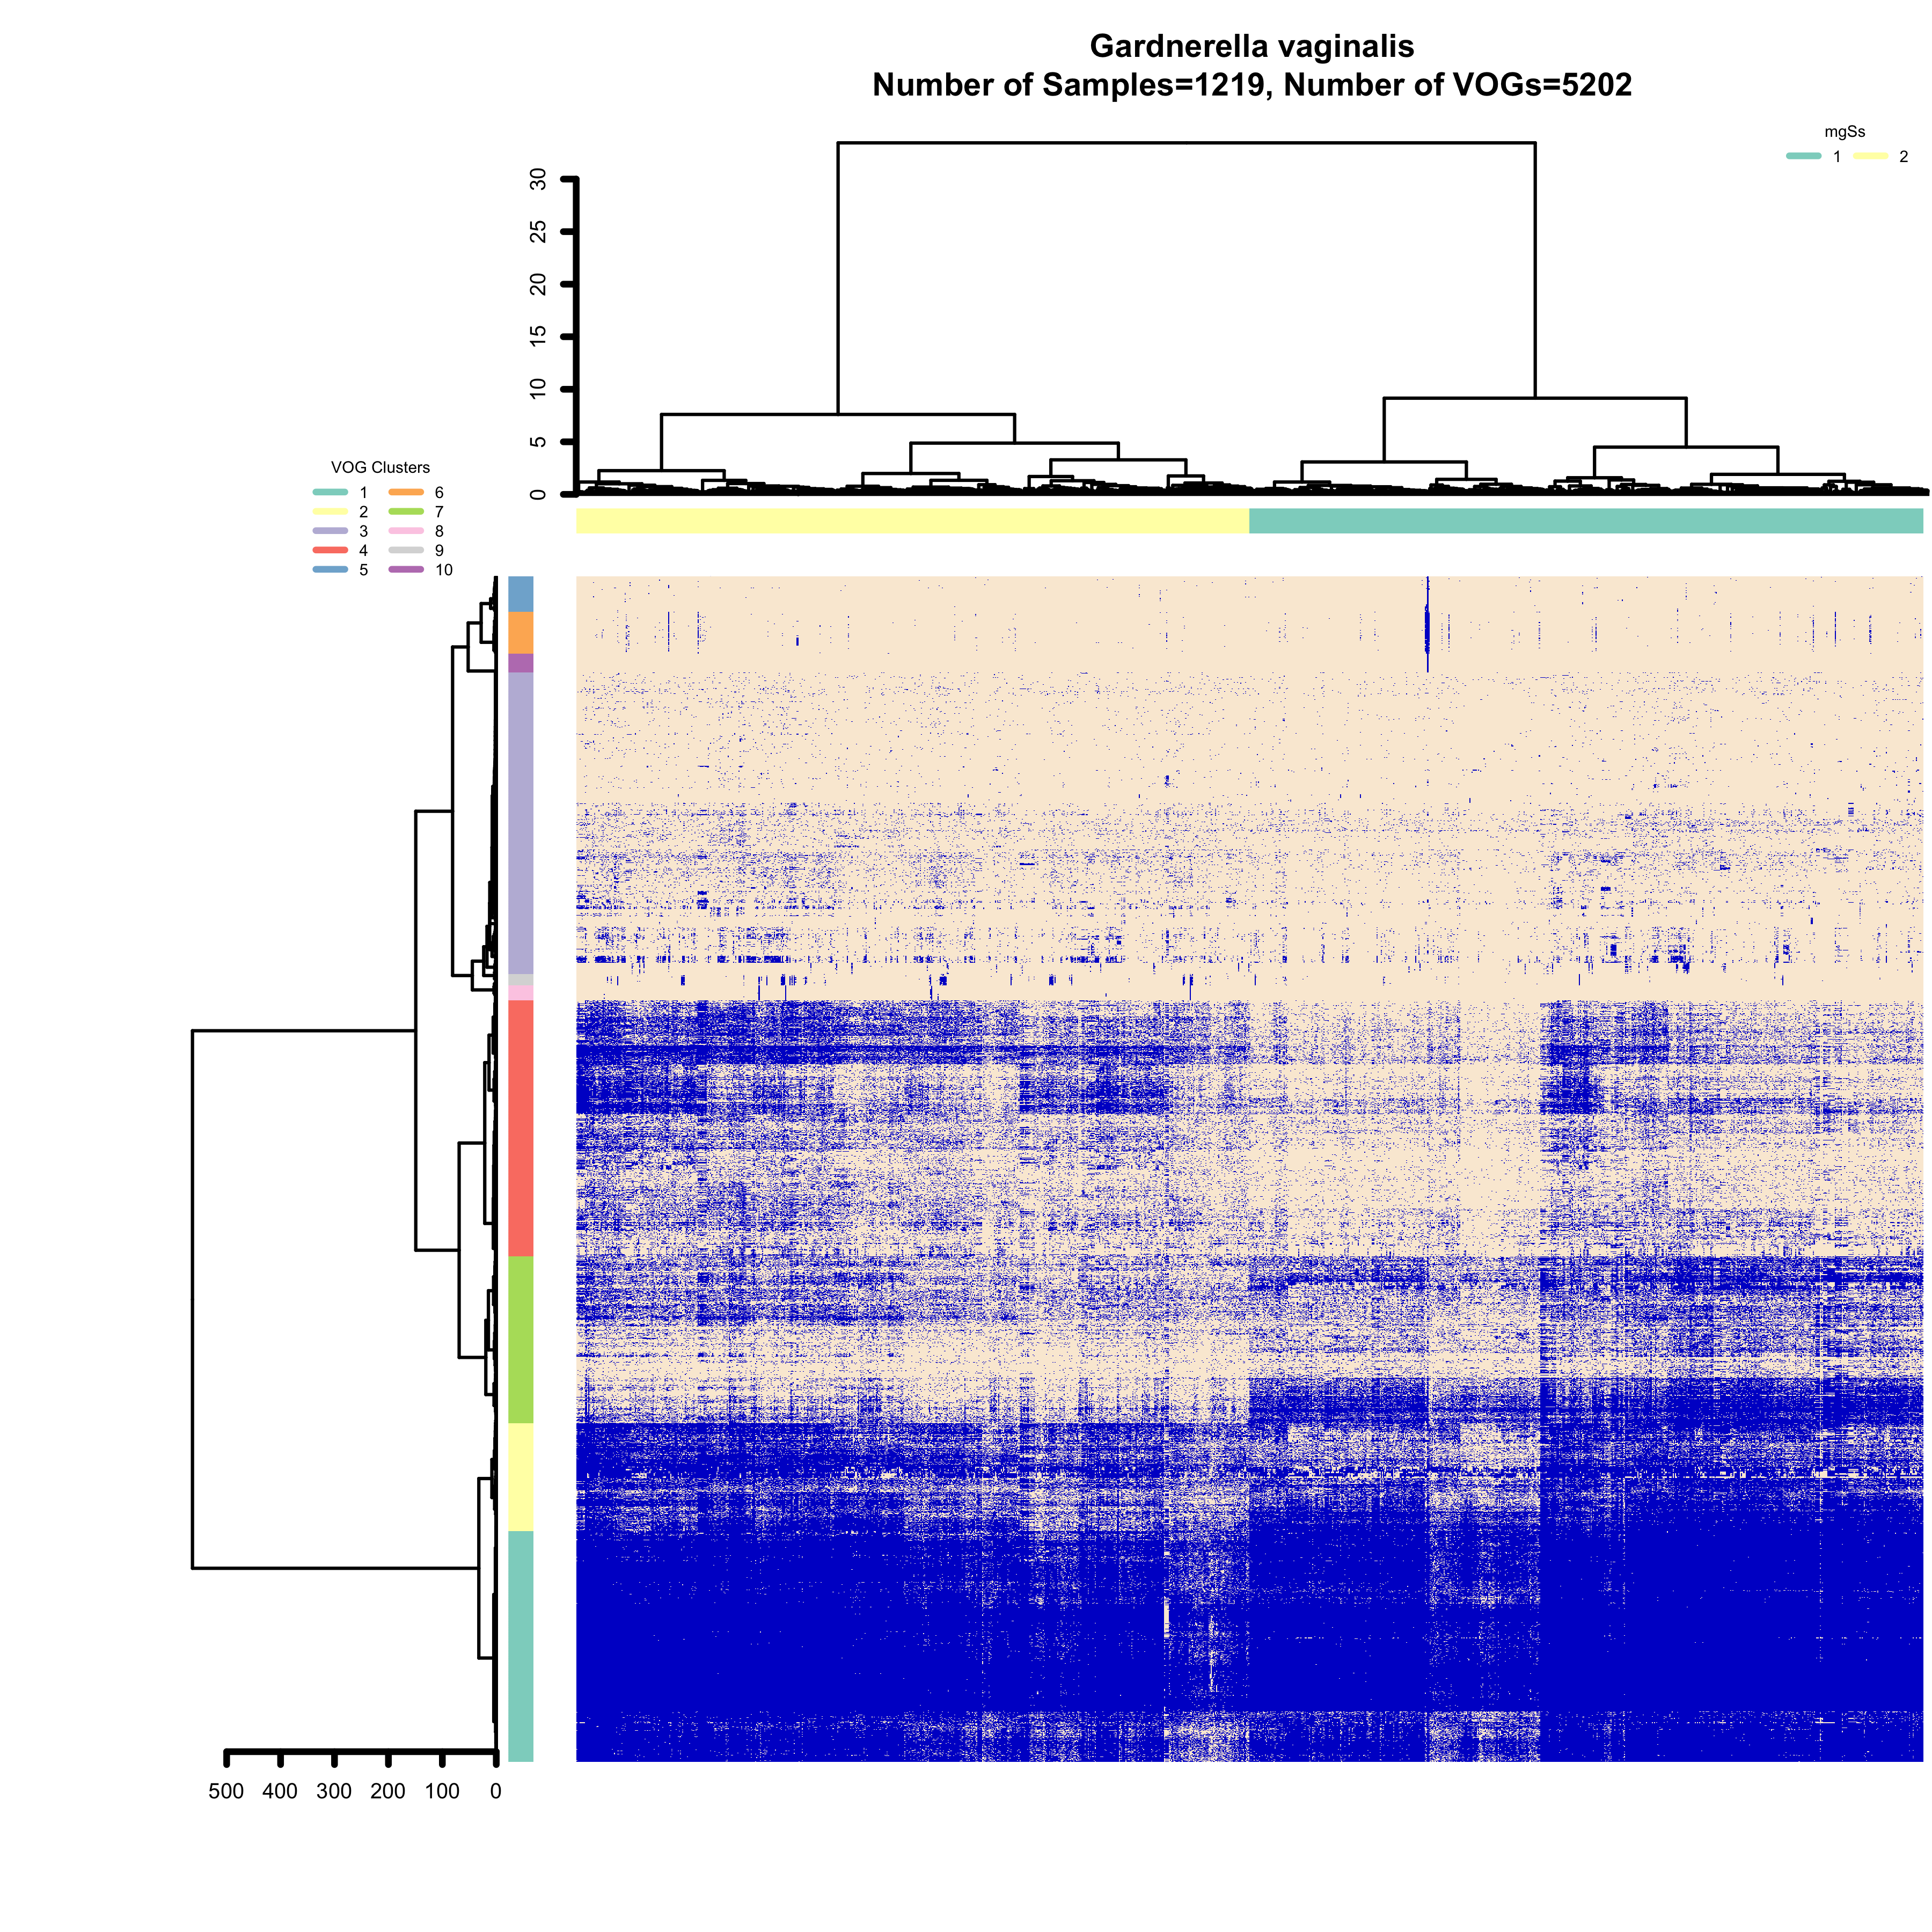 Gardnerella vaginalis
Number of Samples=1219, Number of VOGs=5202
mgSs
1 2
30
25
20
15
10
5
0
VOG Clusters
1 6
2 7
3 8
4 9
5 10
500 400 300 200 100 0